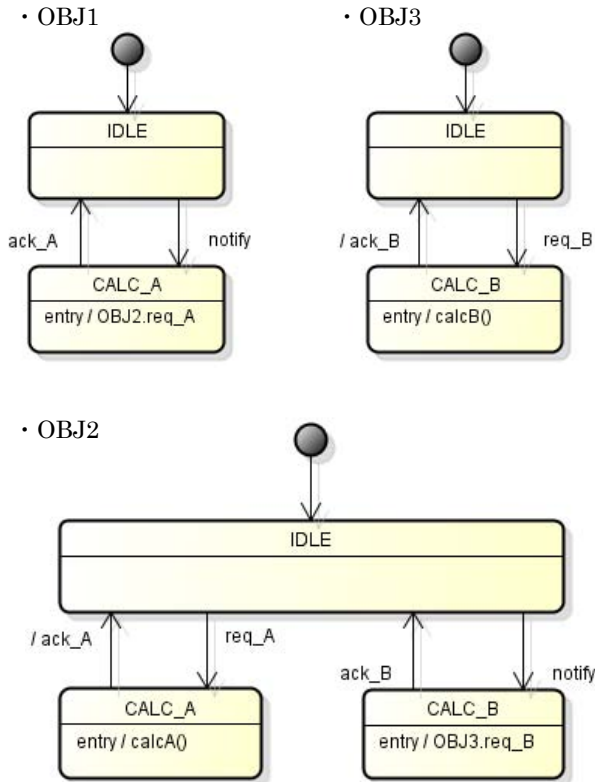 ・OBJ1
・OBJ3
IDLE
IDLE
ack_A
notify
/ ack_B
req_B
CALC_A
entry / OBJ2.req_A
CALC_B
entry / calcB()
・OBJ2
IDLE
/ ack_A
req_A
ack_B
notify
CALC_A
entry / calcA()
CALC_B
entry / OBJ3.req_B